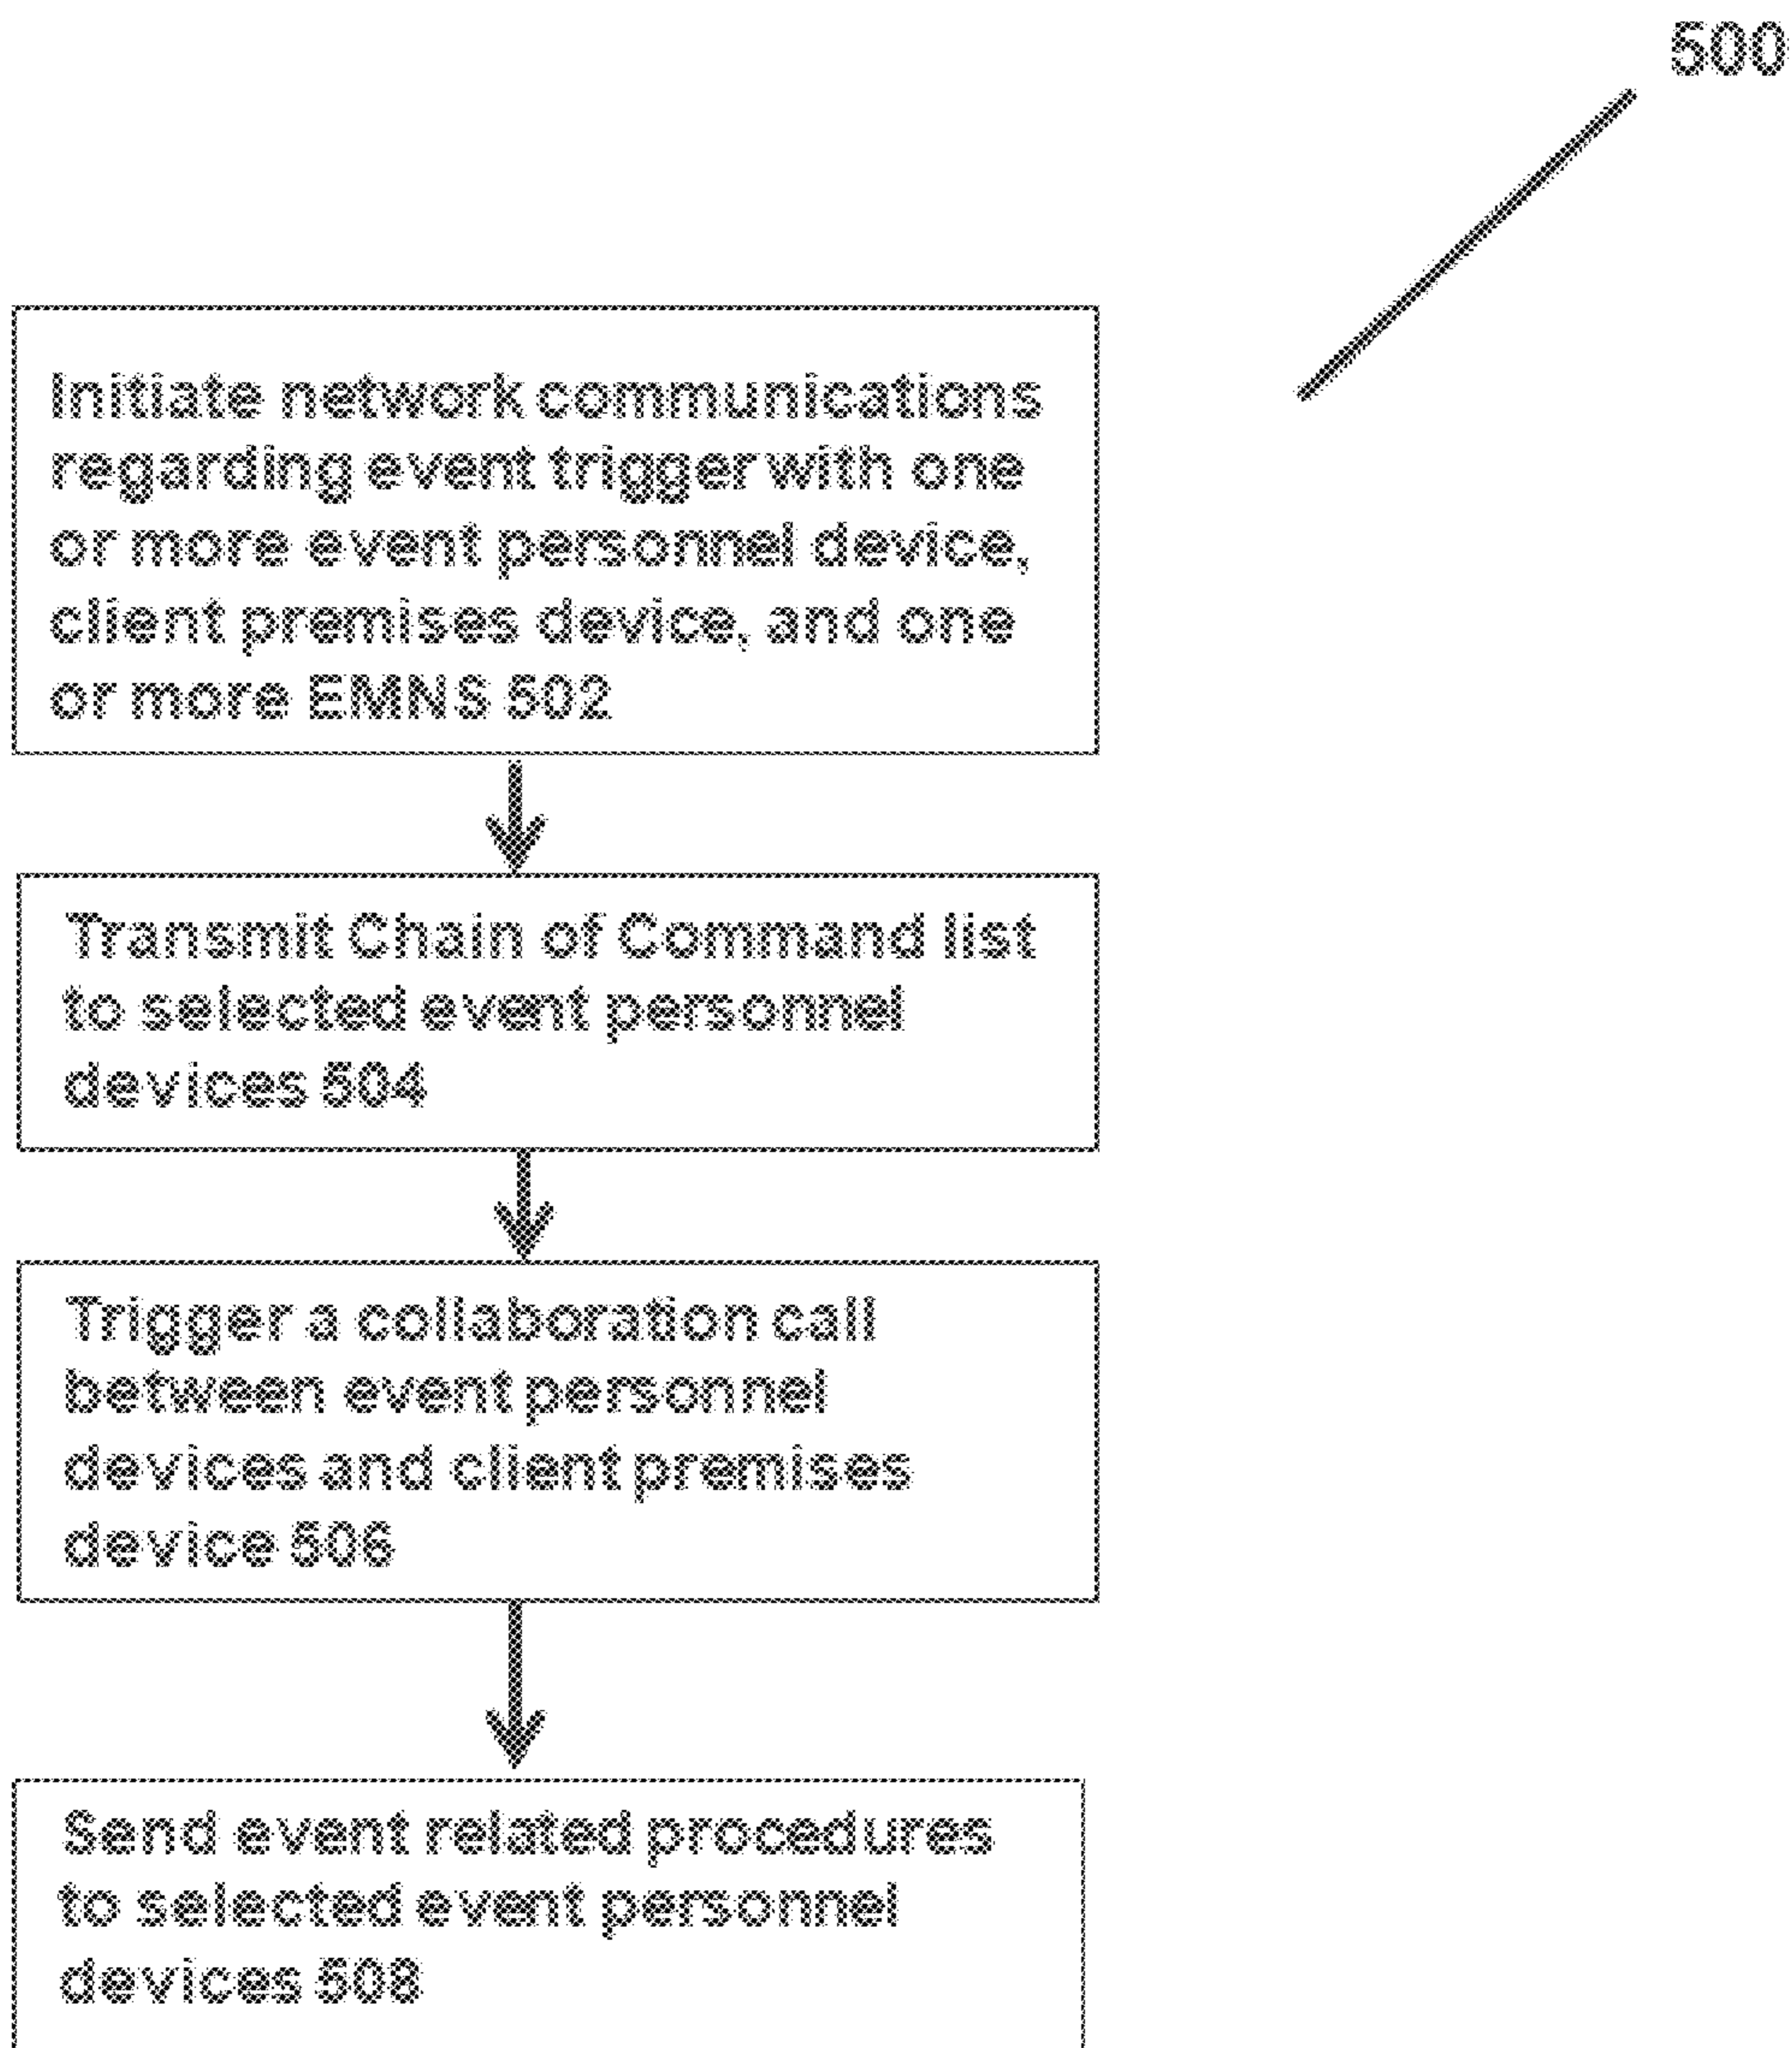 500
Initiate network communications
regarding event trigger with one
or more event personnel device,
client premises device, and one
or more EMNS 502
Transmit Chain of Command list
to selected event personnel
devices 504
Trigger a collaboration call
between event personnel
devices and client premises
device 506
Send event related procedures
to selected event personnel
devices 508